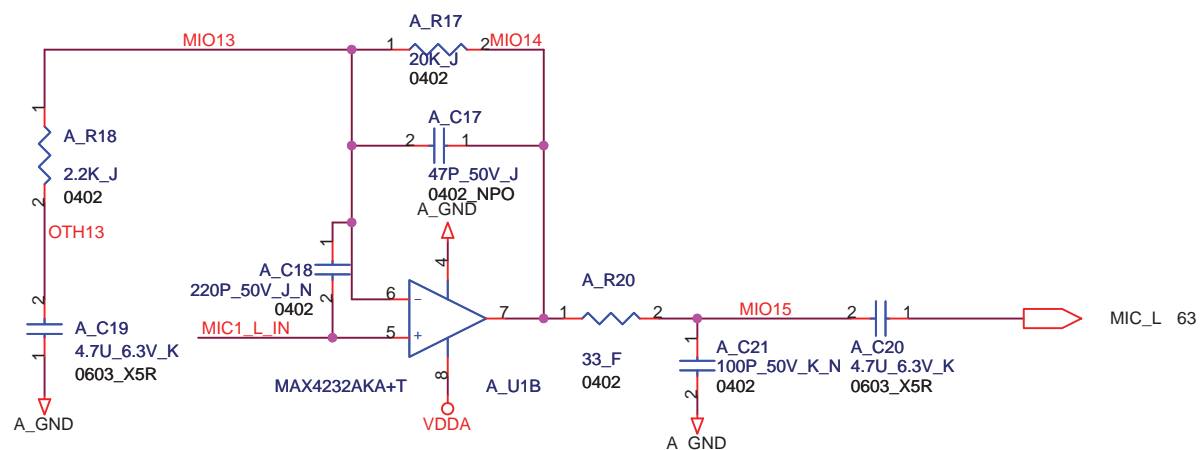 A_R17
MIO13
1
2
MIO14
20K_J
0402
A_C17
2
1
47P_50V_J
0402_NPO
A_GND
1
A_R18
2.2K_J
0402
2
OTH13
4
1
A_C18
220P_50V_J_N
0402
2
6
5
7
MIC1_L_IN
8
MAX4232AKA+T
A_U1B
VDDA
2
A_C19
4.7U_6.3V_K
0603_X5R
1
A_GND
A_R20
1
2
33_F
0402
MIO15
1
A_C21
100P_50V_K_N
0402
2
A_GND
2
1
A_C20
4.7U_6.3V_K
0603_X5R
MIC_L 63